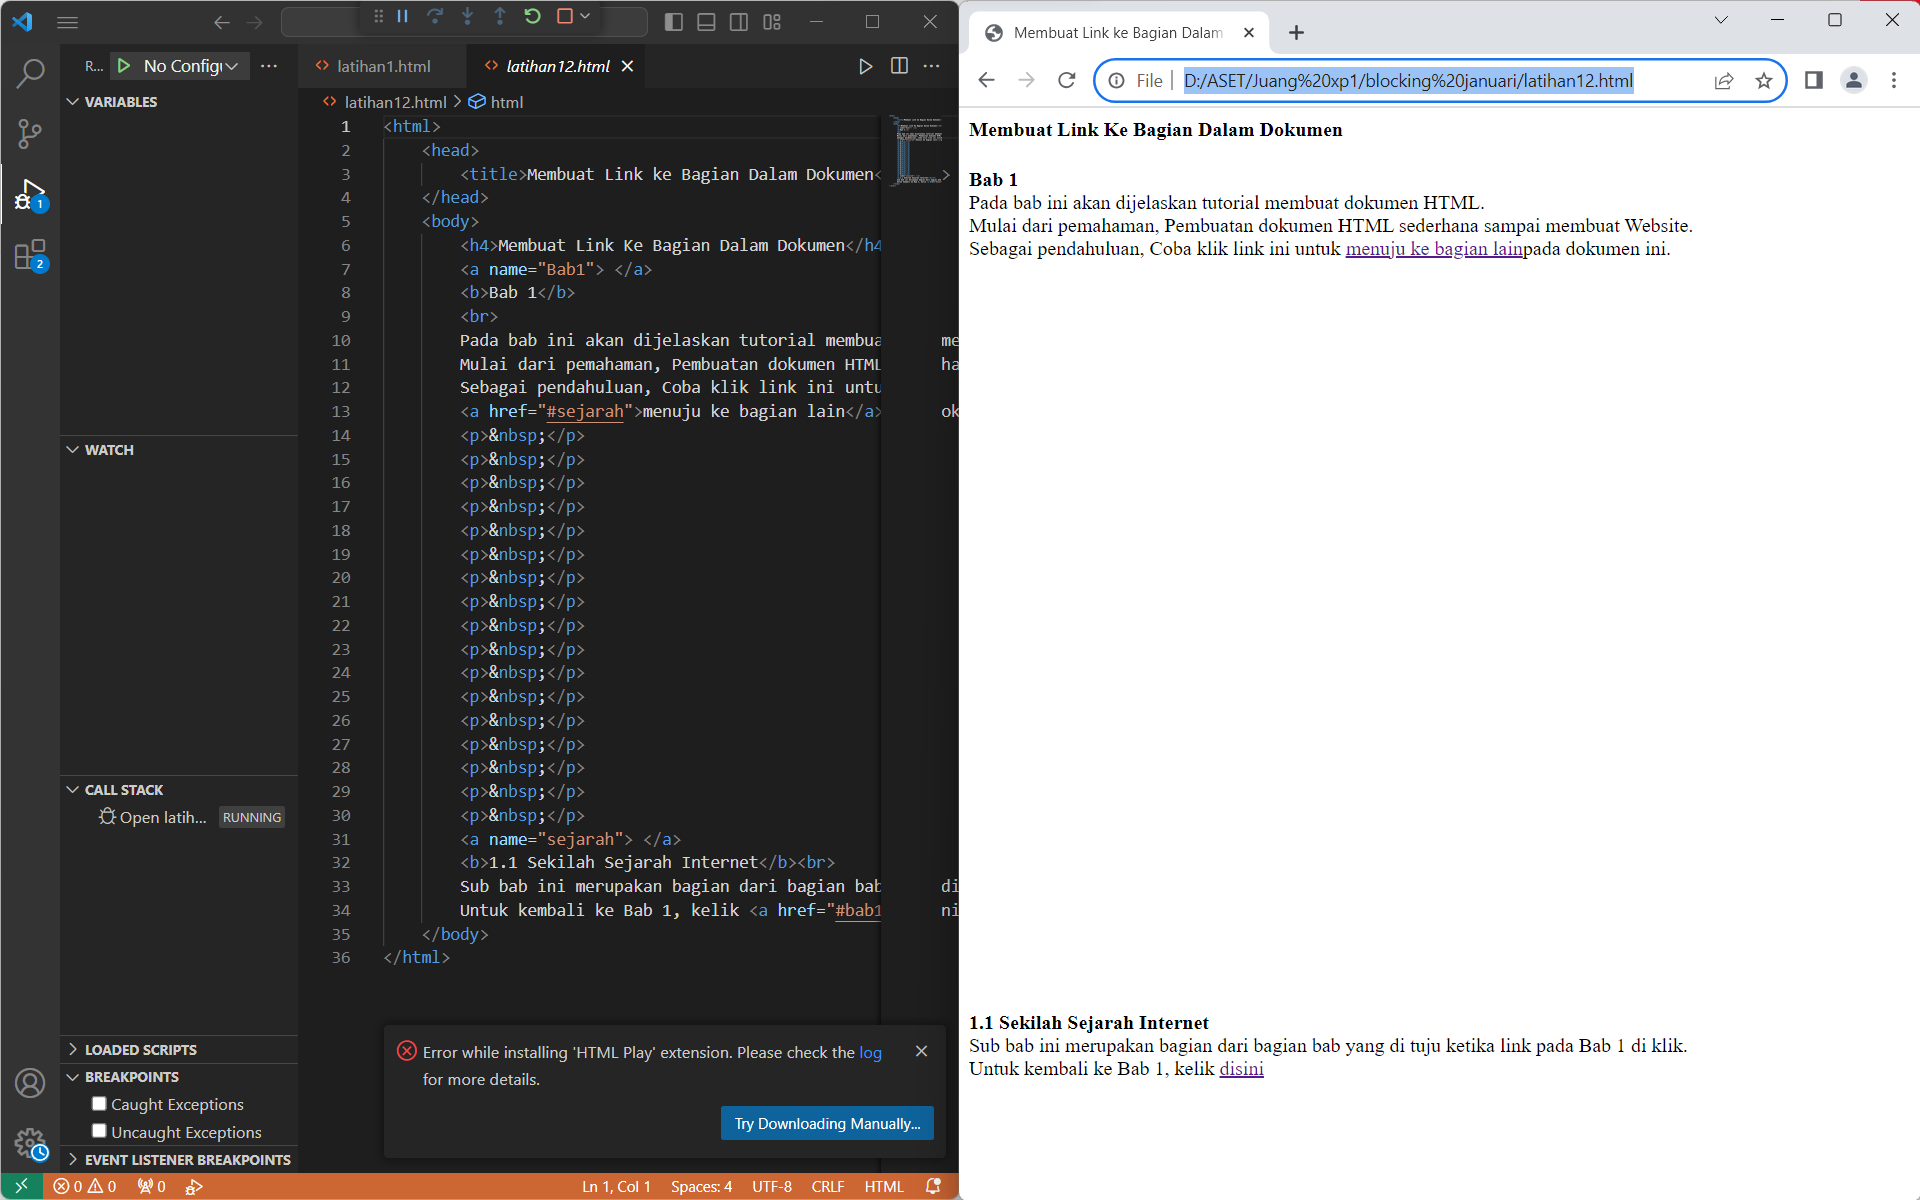 R...
No Config
latihan1.html
latihan12.html
VARIABLES
WATCH
CALL STACK
Open latih...
RUNNING
LOADED SCRIPTS
BREAKPOINTS
Caught Exceptions
Uncaught Exceptions
EVENT LISTENER BREAKPOINTS
1
2
latihan12.html > html
1 <html>
2 <head>
3 <title>Membuat Link ke Bagian Dalam Dokumen< >
4 </head>
5 <body>
6 <h4>Membuat Link Ke Bagian Dalam Dokumen</h4
7 <a name="Bab1"> </a>
8 <b>Bab 1</b>
9 <br>
10 Pada bab ini akan dijelaskan tutorial membua me
11 Mulai dari pemahaman, Pembuatan dokumen HTML ha
12 Sebagai pendahuluan, Coba klik link ini untu
13 <a href="#sejarah">menuju ke bagian lain</a> ok
14 <p>&nbsp;</p>
15 <p>&nbsp;</p>
16 <p>&nbsp;</p>
17 <p>&nbsp;</p>
18 <p>&nbsp;</p>
19 <p>&nbsp;</p>
20 <p>&nbsp;</p>
21 <p>&nbsp;</p>
22 <p>&nbsp;</p>
23 <p>&nbsp;</p>
24 <p>&nbsp;</p>
25 <p>&nbsp;</p>
26 <p>&nbsp;</p>
27 <p>&nbsp;</p>
28 <p>&nbsp;</p>
29 <p>&nbsp;</p>
30 <p>&nbsp;</p>
31 <a name="sejarah"> </a>
32 <b>1.1 Sekilah Sejarah Internet</b><br>
33 Sub bab ini merupakan bagian dari bagian bab di
34 Untuk kembali ke Bab 1, kelik <a href="#bab1 ni
35 </body>
36 </html>
Error while installing 'HTML Play' extension. Please check the log
for more details.
Try Downloading Manually...
0 0 0
Ln 1, Col 1 Spaces: 4 UTF-8 CRLF HTML
Membuat Link ke Bagian Dalam
File | D:/ASET/Juang%20xp1/blocking%20januari/latihan12.html
Membuat Link Ke Bagian Dalam Dokumen
Bab 1
Pada bab ini akan dijelaskan tutorial membuat dokumen HTML.
Mulai dari pemahaman, Pembuatan dokumen HTML sederhana sampai membuat Website.
Sebagai pendahuluan, Coba klik link ini untuk menuju ke bagian lainpada dokumen ini.
1.1 Sekilah Sejarah Internet
Sub bab ini merupakan bagian dari bagian bab yang di tuju ketika link pada Bab 1 di klik.
Untuk kembali ke Bab 1, kelik disini